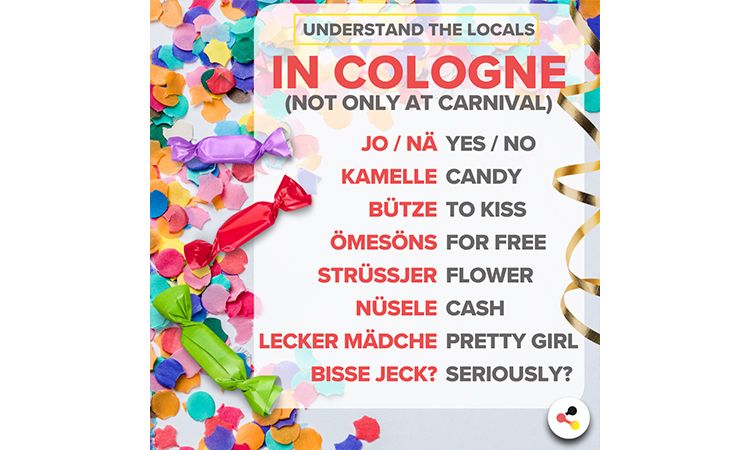 UNDERSTAND THE LOCALS
IN COLOGNE
(NOT ONLY AT CARNIVAL)
JO / NÄ YES / NO
KAMELLE CANDY
BÜTZE TO KISS
ÖMESÖNS FOR FREE
STRÜSSJER FLOWER
NÜSELE CASH
LECKER MÄDCHE PRETTY GIRL
BISSE JECK? SERIOUSLY?